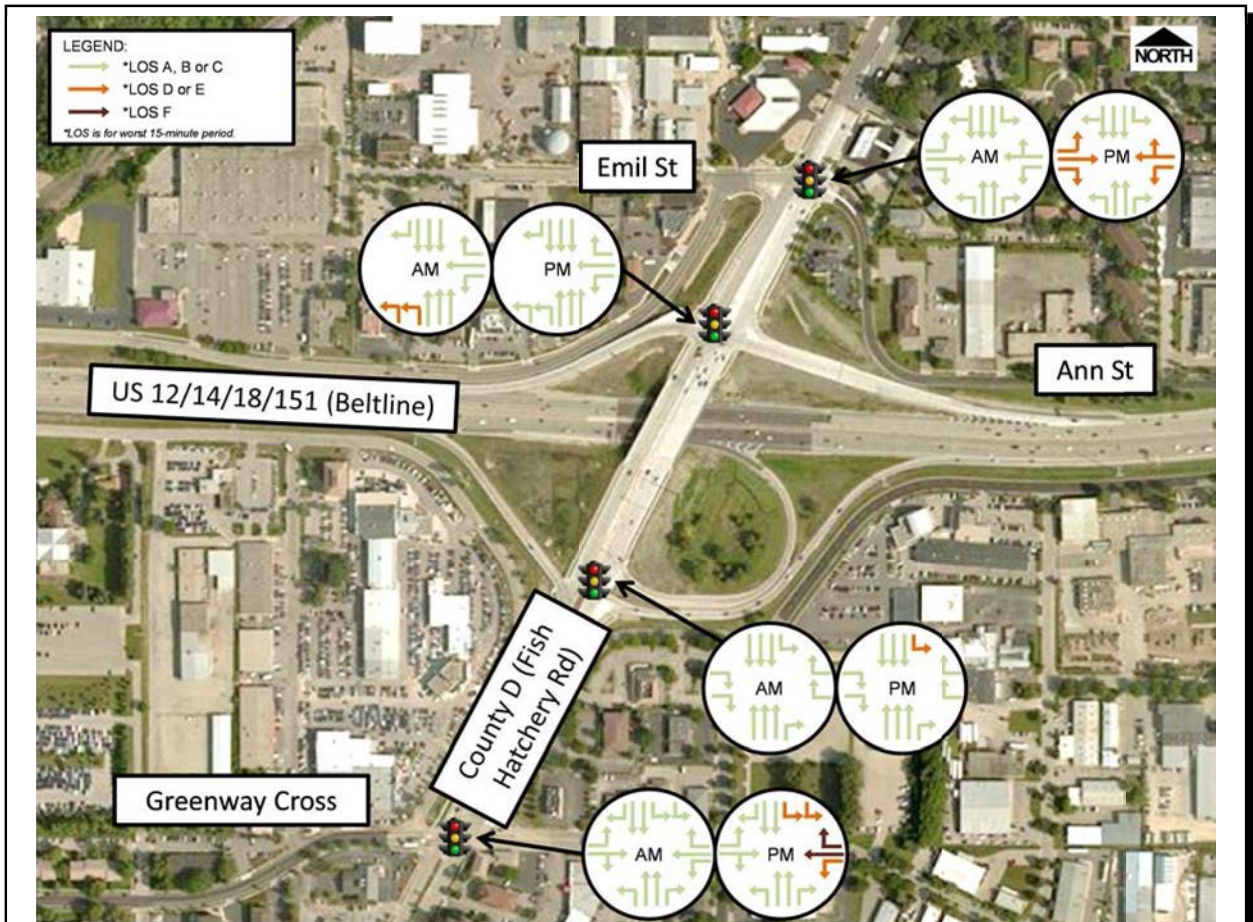 LEGEND:
*LOS A, B or C
*LOS D or E
*LOS F
*LOS is for worst 15-minute period.
NORTH
Emil St
AM
PM
AM
PM
US 12/14/18/151 (Beltline)
Ann St
County D (Fish
Hatchery Rd)
AM
PM
Greenway Cross
AM
PM